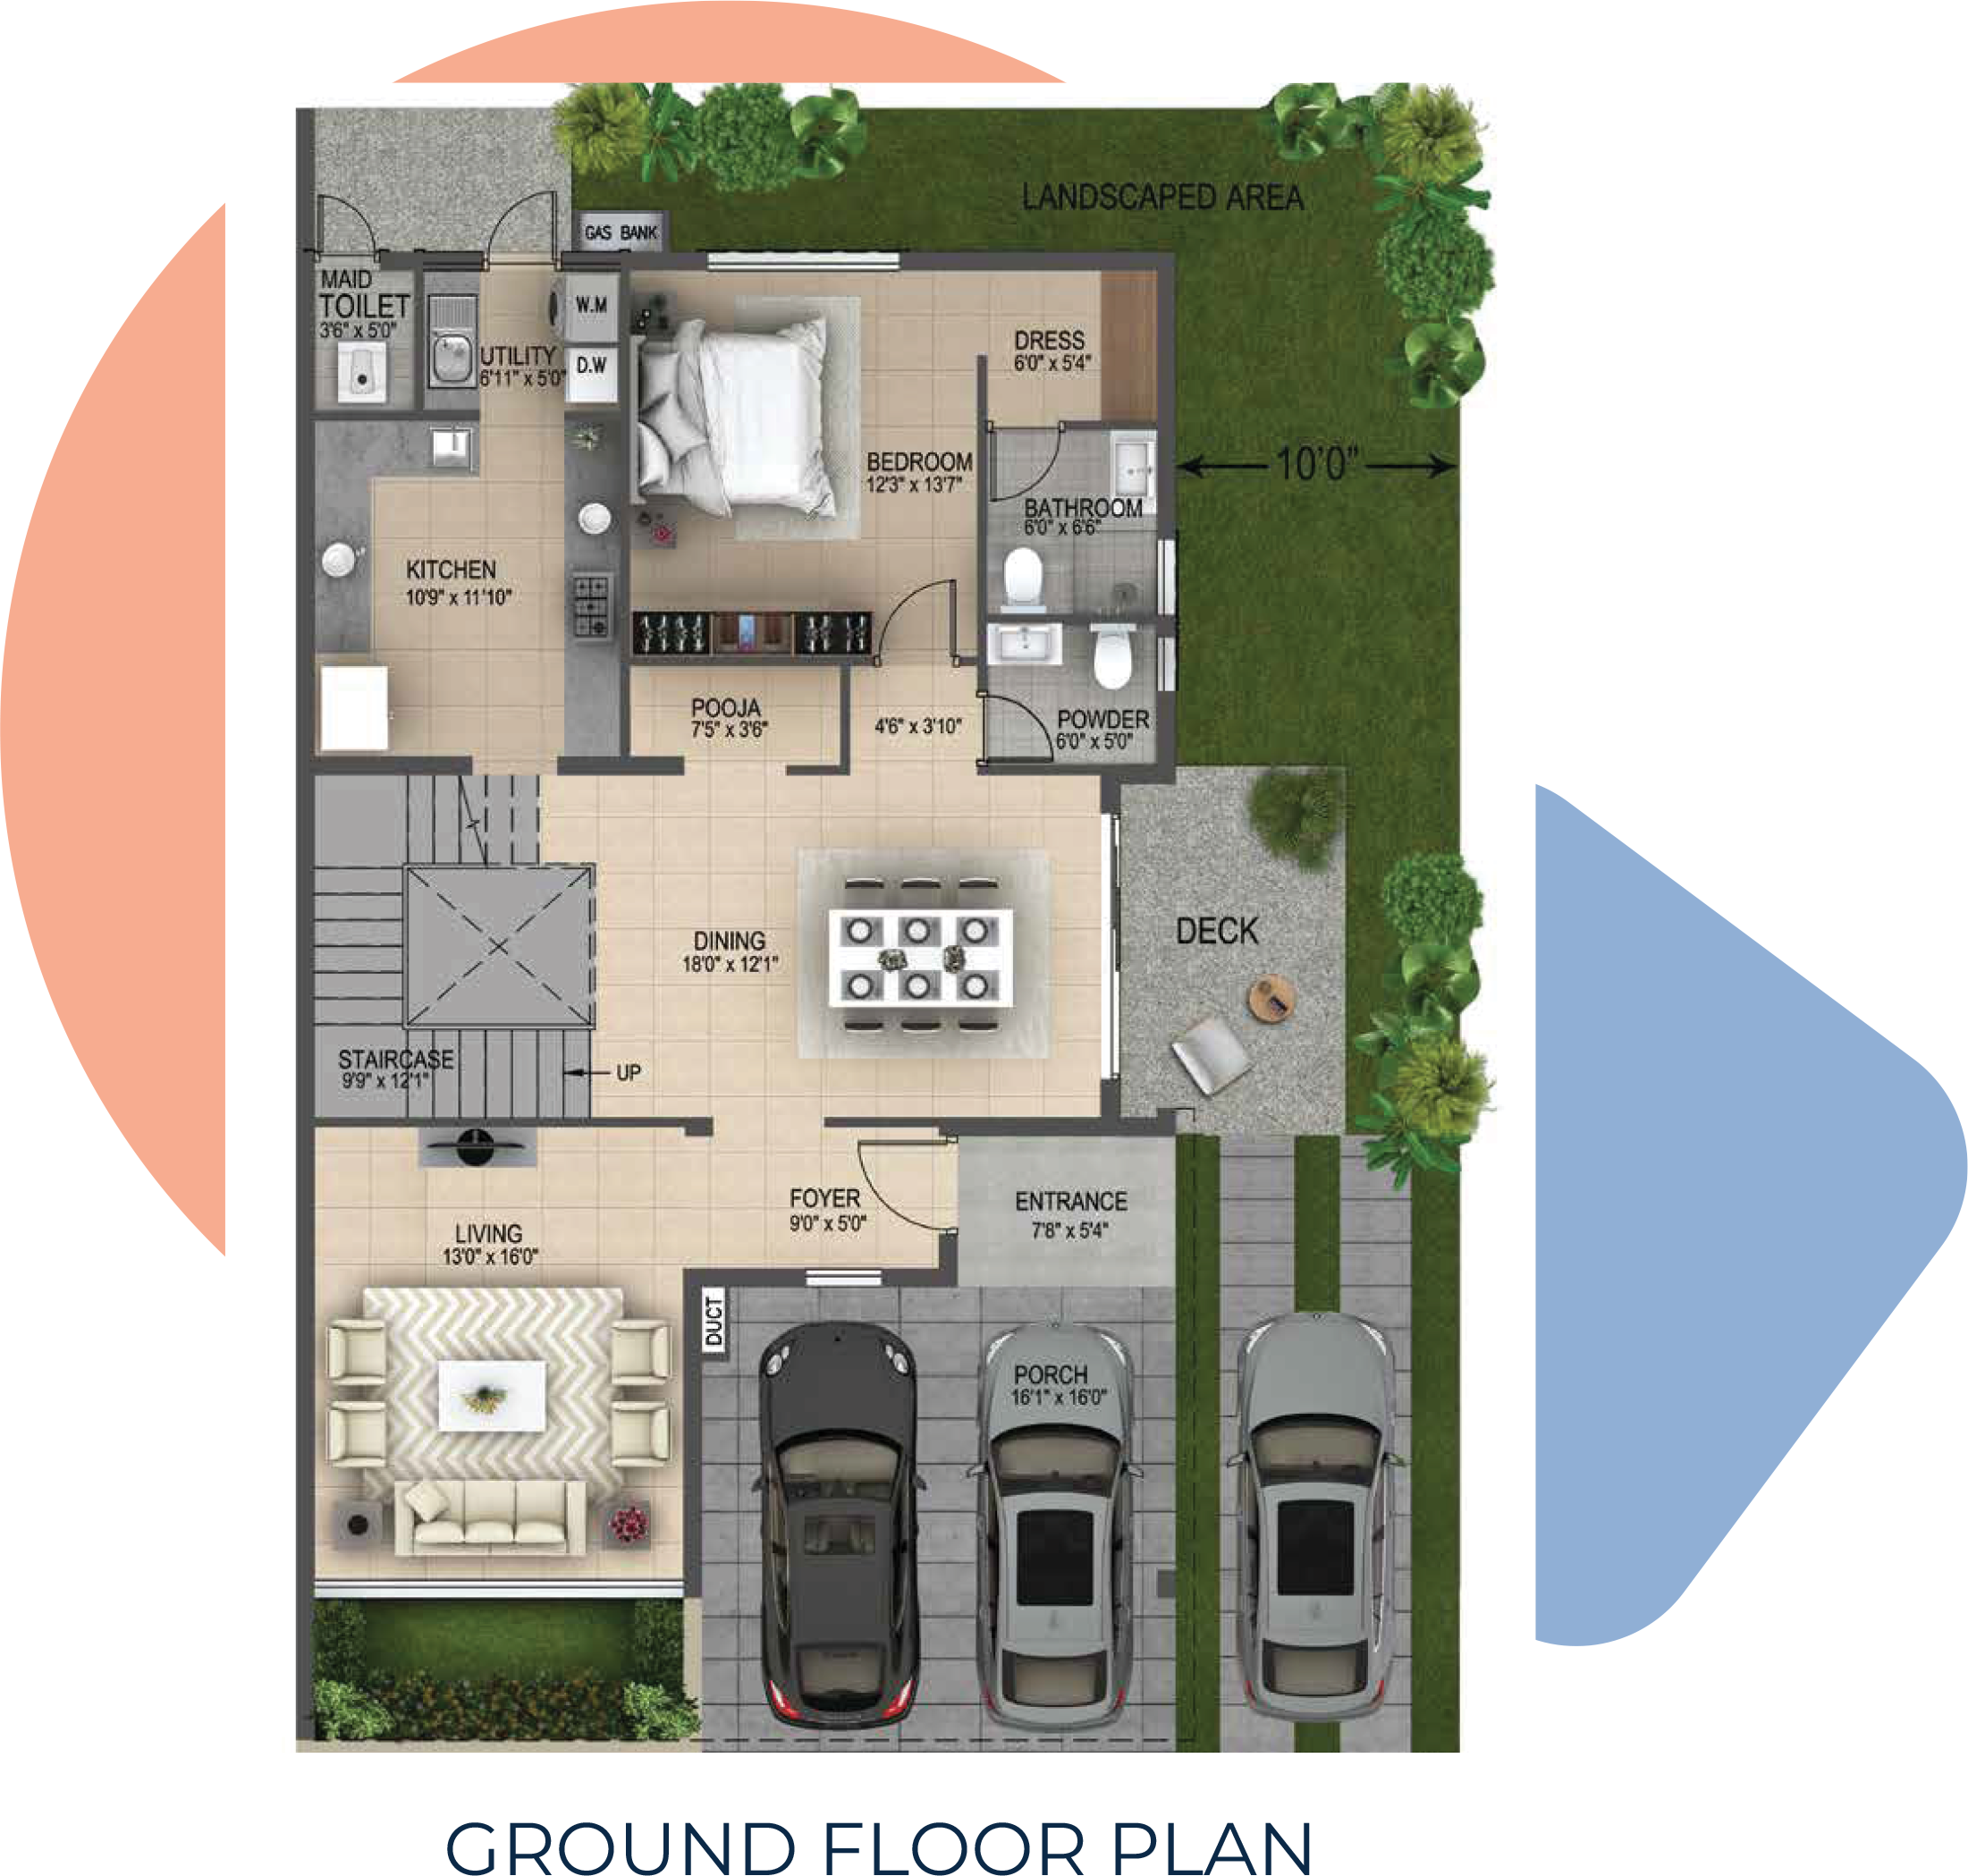 LANDSCAPED AREA
GAS BANK
MAID
TOILET
3'6" x 5'0"
W.M
UTILITY
6'11" x 5'0"
D.W
DRESS
6'0" x 5'4"
BEDROOM
12'3" x 13'7"
10'0"
BATHROOM
6'0" x 6'6"
KITCHEN
10'9" x 11'10"
POOJA
7'5" x 3'6"
4'6" x 3'10"
POWDER
6'0" x 5'0"
DINING
18'0" x 12'1"
DECK
STAIRCASE
9'9" x 12'1"
UP
FOYER
9'0" x 5'0"
ENTRANCE
7'8" x 5'4"
LIVING
13'0" x 16'0"
DUCT
PORCH
16'1" x 16'0"
GROUND FLOOR PLAN